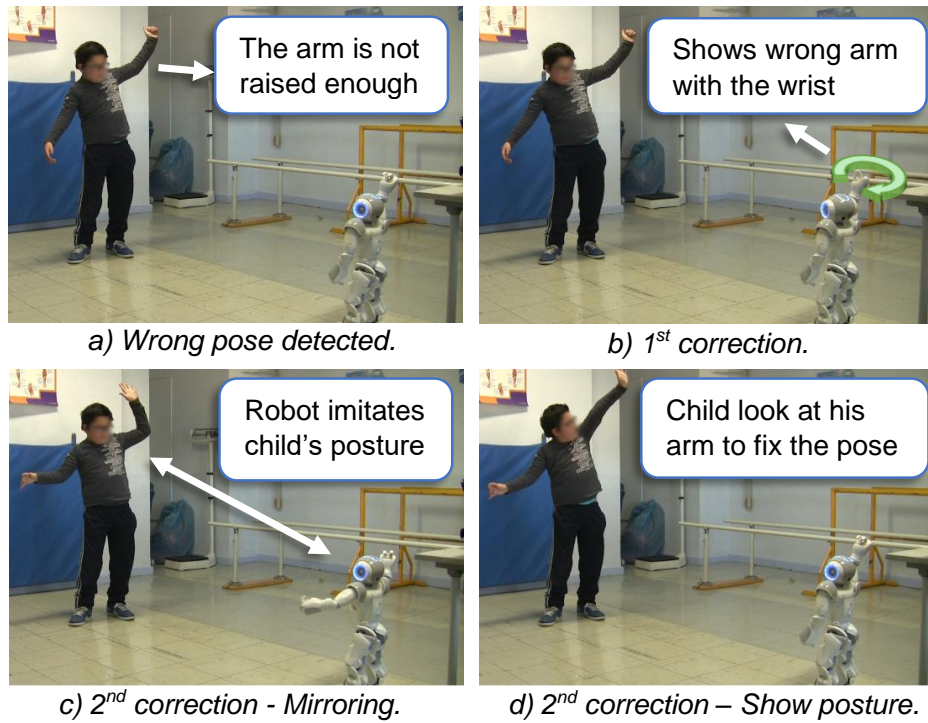 The arm is not
raised enough
Shows wrong arm
with the wrist
a) Wrong pose detected.
b) 1st correction.
Robot imitates
child's posture
Child look at his
arm to fix the pose
c) 2nd correction - Mirroring.
d) 2nd correction – Show posture.